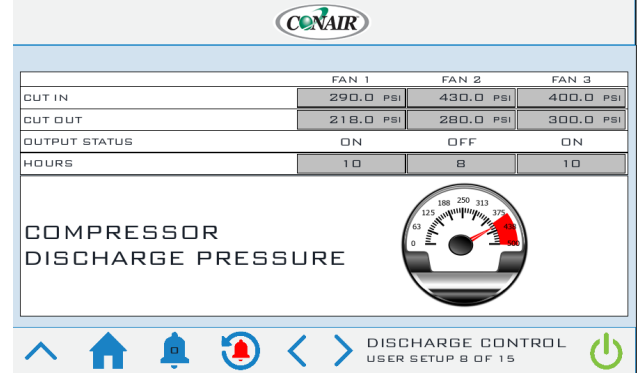 CONAIR
FAN 1 FAN 2 FAN 3
CUT IN 290.0 PSI 430.0 PSI 400.0 PSI
CUT OUT 218.0 PSI 280.0 PSI 300.0 PSI
OUTPUT STATUS ON OFF ON
HOURS 10 8 10
COMPRESSOR
DISCHARGE PRESSURE
0 63 125 188 250 313 375 438 500
0
DISCHARGE CONTROL
USER SETUP 8 OF 15